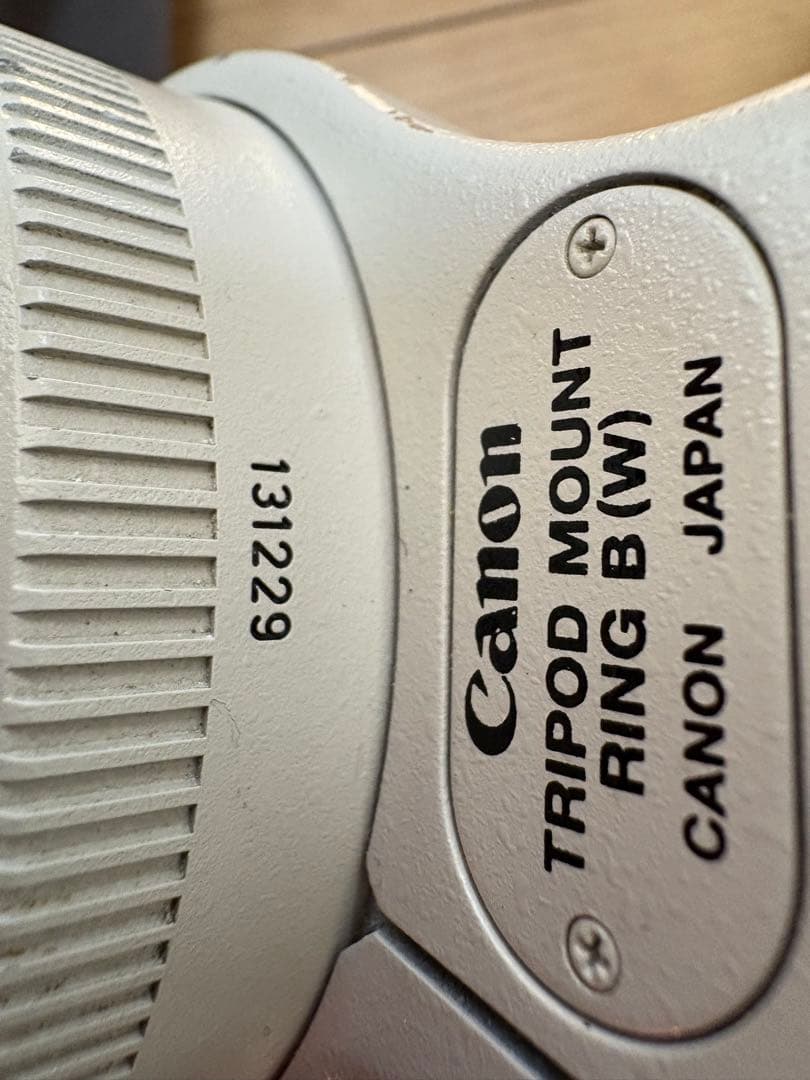 131229
Canon
TRIPOD MOUNT
RING B(W)
CANON JAPAN